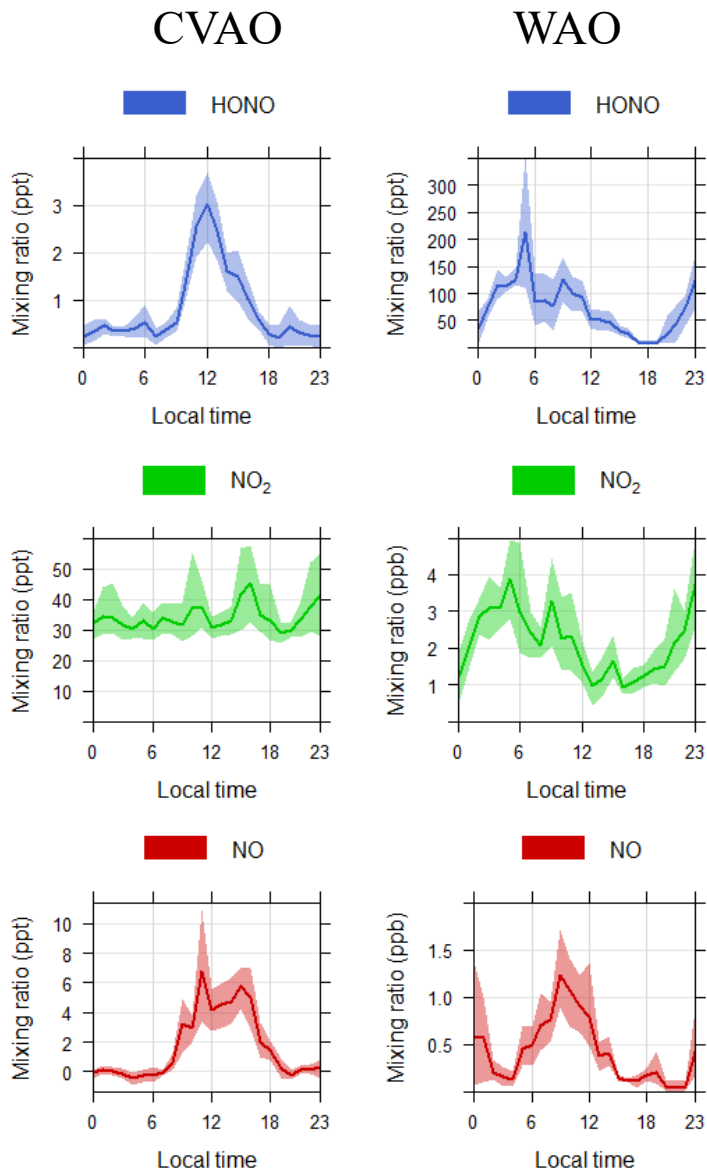 CVAO WAO
HONO HONO
Mixing ratio (ppt)
3
2
1
0 6 12 18 23
Local time
Mixing ratio (ppt)
300
250
200
150
100
50
0 6 12 18 23
Local time
NO₂ NO₂
Mixing ratio (ppt)
50
40
30
20
10
0 6 12 18 23
Local time
Mixing ratio (ppb)
4
3
2
1
0 6 12 18 23
Local time
NO NO
Mixing ratio (ppt)
10
8
6
4
2
0
0 6 12 18 23
Local time
Mixing ratio (ppb)
1.5
1.0
0.5
0 6 12 18 23
Local time